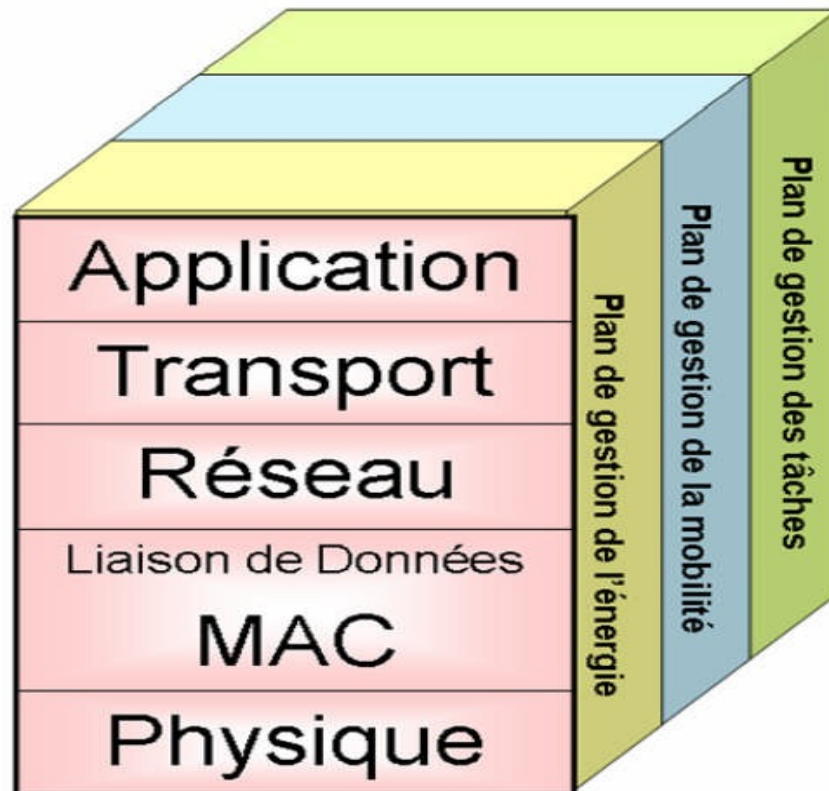 Application
Transport
Réseau
Liaison de Données
MAC
Physique
Plan de gestion de l'énergie
Plan de gestion de la mobilité
Plan de gestion des tâches